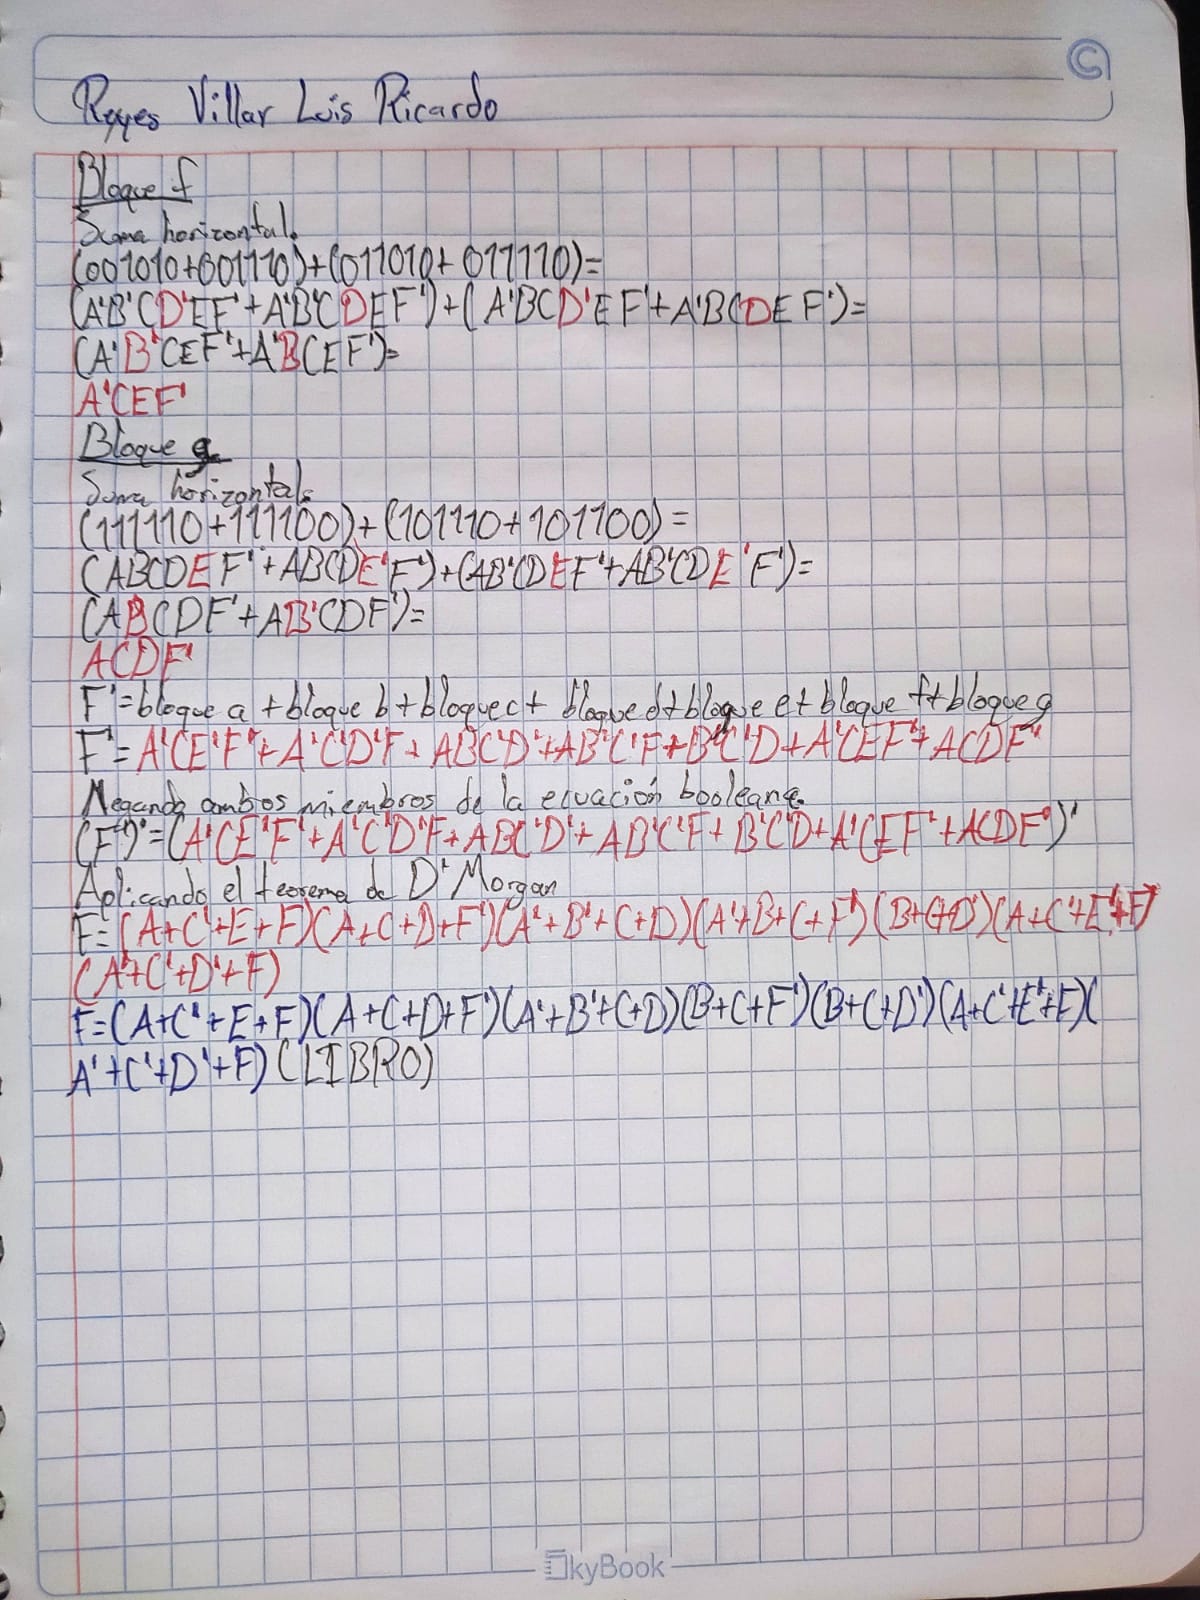 Reyes Villar Luis Ricardo
Bloque f
Suma horizontal.
(001010+001110)+(011010+011110)=
(A'B'CD'EF'+A'B'CDEF')+(A'BCD'EF'+A'BCDEF')=
(A'B'CEF'+A'BCEF')=
A'CEF'
Bloque g
Suma horizontal.
(111110+111100)+(101110+101100)=
(ABCDEF'+ABCDE'F')+(AB'CDEF'+AB'CDE'F')=
(ABCDF'+AB'CDF')=
ACDF'
F'=bloque a+bloque b+bloque c+ bloque d+bloque e+bloque f+bloque g
F'=A'CE'F'+A'C'D'F+ABC'D'+AB'C'F+B'C'D+A'CEF'+ACDF'
Negando ambos miembros de la ecuación booleana.
(F')'=(A'CE'F'+A'C'D'F+ABC'D'+AB'C'F+B'C'D+A'CEF'+ACDF')'
Aplicando el teorema de D'Morgan
F=(A+C'+E+F)(A+C+D+F')(A'+B'+C+D)(A'+B+C+F')(B+C+D')(A+C'+E'+F)
(A'+C'+D'+F)
F=(A+C'+E+F)(A+C+D+F')(A'+B'+C+D)(B+C+F')(B+C+D')(A+C'+E'+F)(
A'+C'+D'+F) (LIBRO)
SkyBook